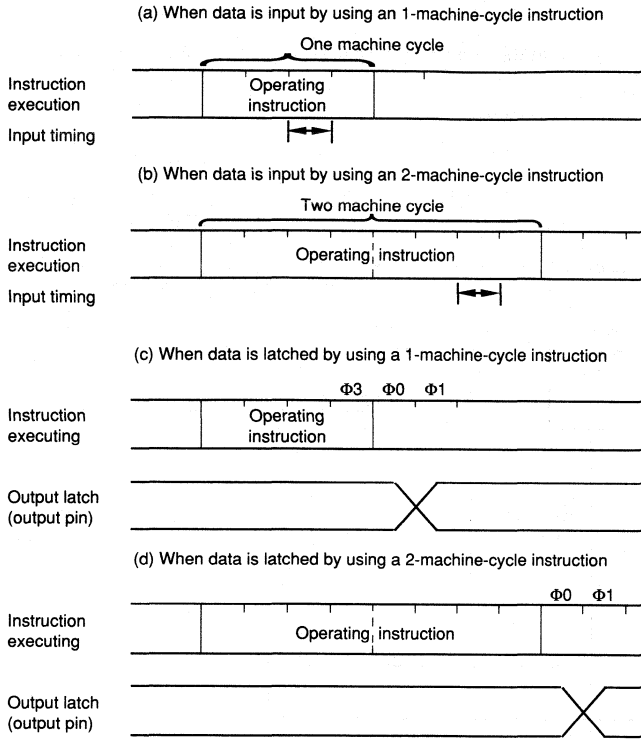 (a) When data is input by using an 1-machine-cycle instruction
One machine cycle
Instruction
execution
Operating
instruction
Input timing
(b) When data is input by using an 2-machine-cycle instruction
Two machine cycle
Instruction
execution
Operating instruction
Input timing
(c) When data is latched by using a 1-machine-cycle instruction
Φ3 Φ0 Φ1
Instruction
executing
Operating
instruction
Output latch
(output pin)
(d) When data is latched by using a 2-machine-cycle instruction
Φ0 Φ1
Instruction
executing
Operating instruction
Output latch
(output pin)